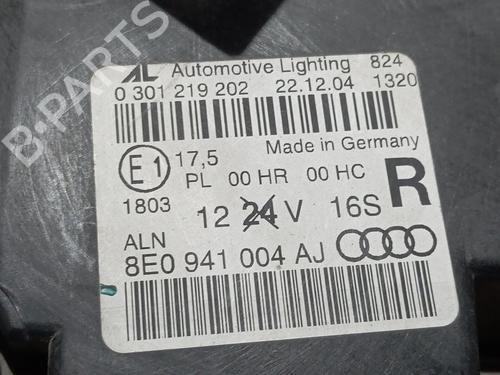 B-PARTS
AL Automotive Lighting 824
0 301 219 202 22.12.04 1320
E1 17,5 Made in Germany
PL 00 HR 00 HC R
1803 12 24 V 16S
ALN
8E0 941 004 AJ